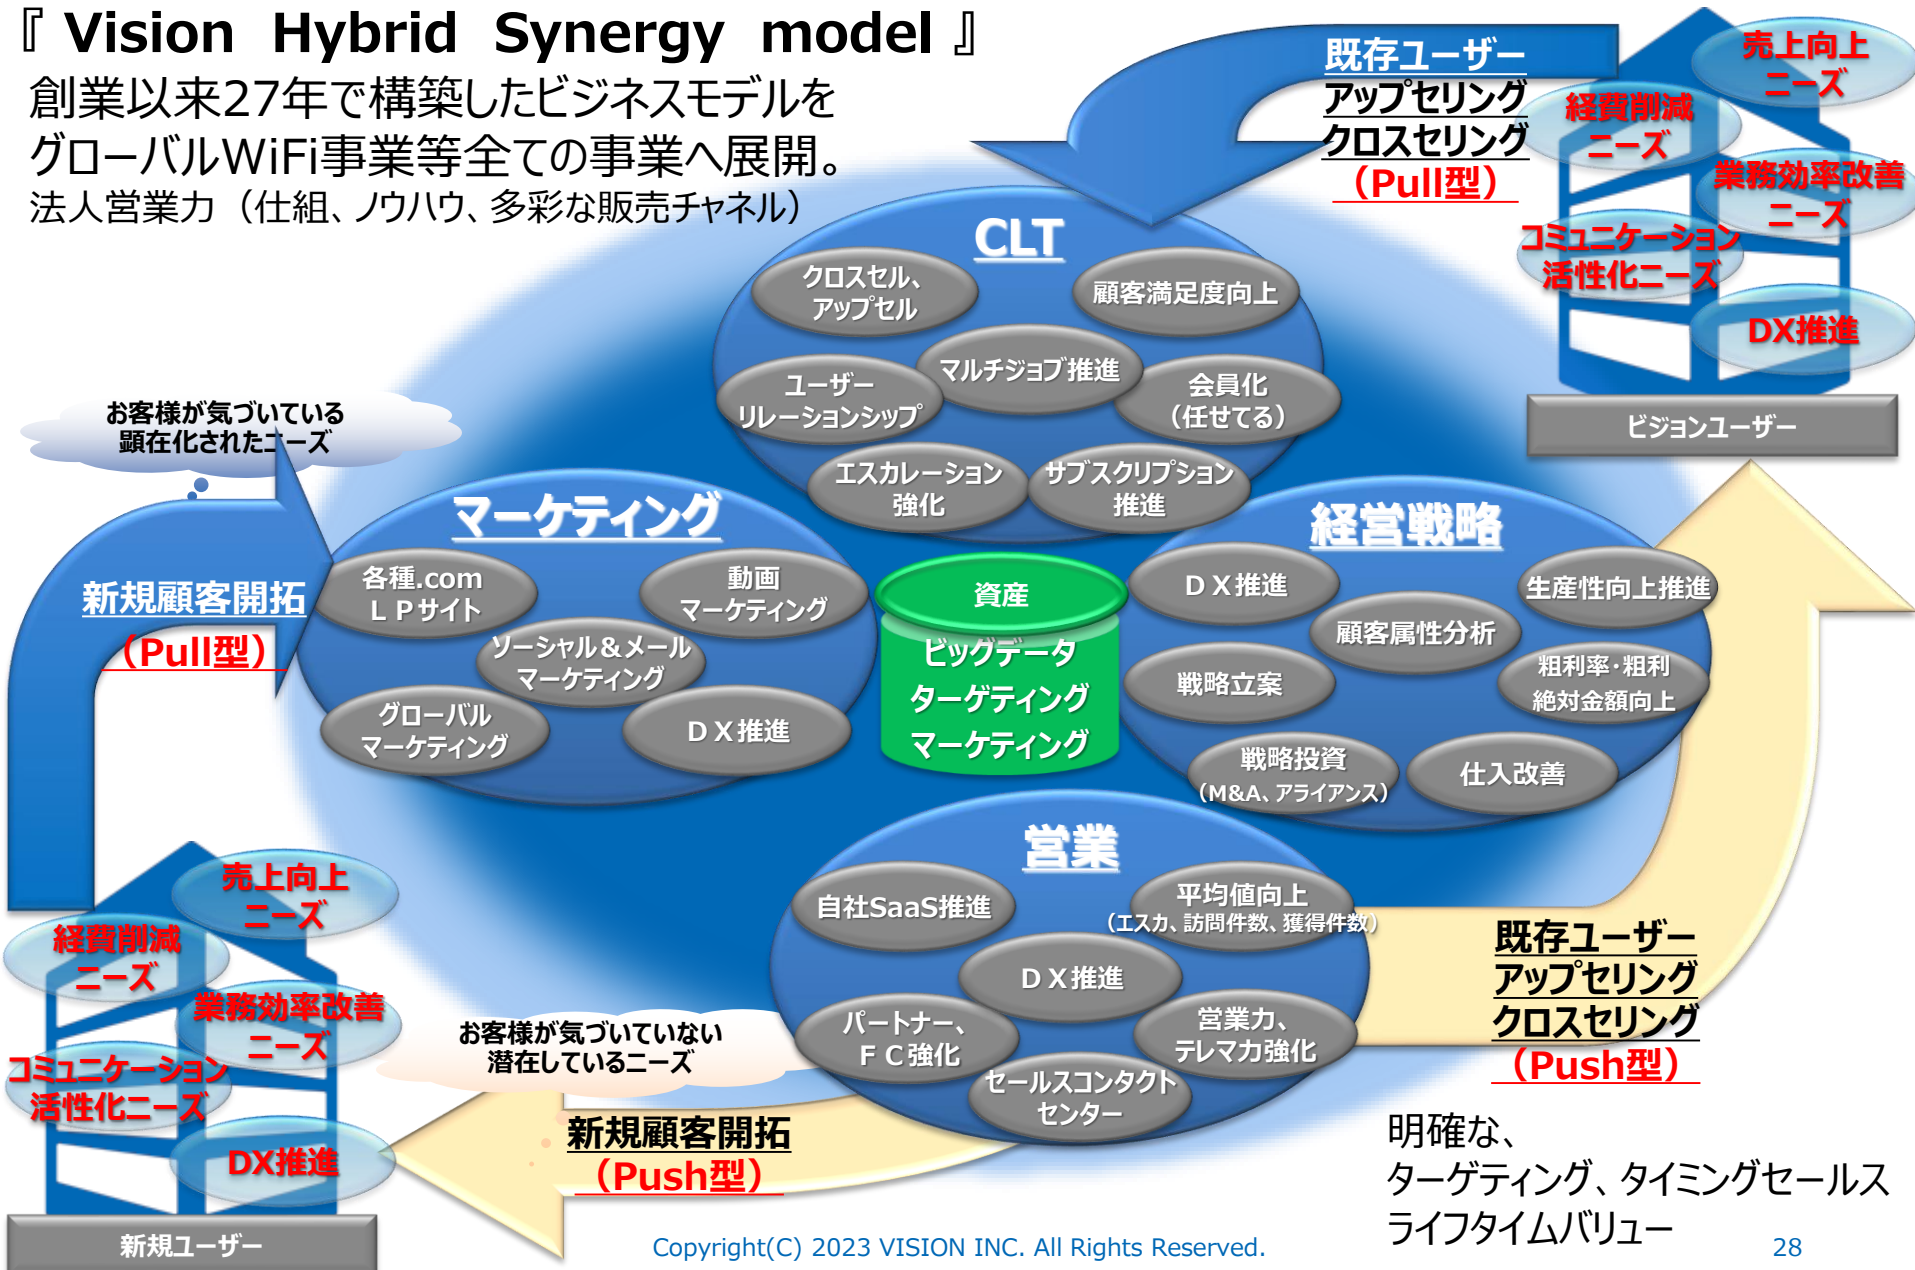 『 Vision Hybrid Synergy model 』
創業以来27年で構築したビジネスモデルを
グローバルWiFi事業等全ての事業へ展開。
法人営業力（仕組、ノウハウ、多彩な販売チャネル）
既存ユーザー
アップセリング
クロスセリング
（Pull型）
売上向上
ニーズ
経費削減
ニーズ
業務効率改善
ニーズ
コミュニケーション
活性化ニーズ
DX推進
ビジョンユーザー
CLT
クロスセル、
アップセル
顧客満足度向上
マルチジョブ推進
ユーザー
リレーションシップ
会員化
（任せてる）
エスカレーション
強化
サブスクリプション
推進
お客様が気づいている
顕在化されたニーズ
新規顧客開拓
（Pull型）
マーケティング
各種.com
ＬＰサイト
動画
マーケティング
ソーシャル＆メール
マーケティング
グローバル
マーケティング
ＤＸ推進
資産
ビッグデータ
ターゲティング
マーケティング
経営戦略
ＤＸ推進
生産性向上推進
顧客属性分析
戦略立案
粗利率・粗利
絶対金額向上
戦略投資
（M&A、アライアンス）
仕入改善
営業
自社SaaS推進
平均値向上
（エスカ、訪問件数、獲得件数）
ＤＸ推進
パートナー、
ＦＣ強化
営業力、
テレマ力強化
セールスコンタクト
センター
既存ユーザー
アップセリング
クロスセリング
（Push型）
お客様が気づいていない
潜在しているニーズ
新規顧客開拓
（Push型）
売上向上
ニーズ
経費削減
ニーズ
業務効率改善
ニーズ
コミュニケーション
活性化ニーズ
DX推進
新規ユーザー
明確な、
ターゲティング、タイミングセールス
ライフタイムバリュー
Copyright(C) 2023 VISION INC. All Rights Reserved.
28